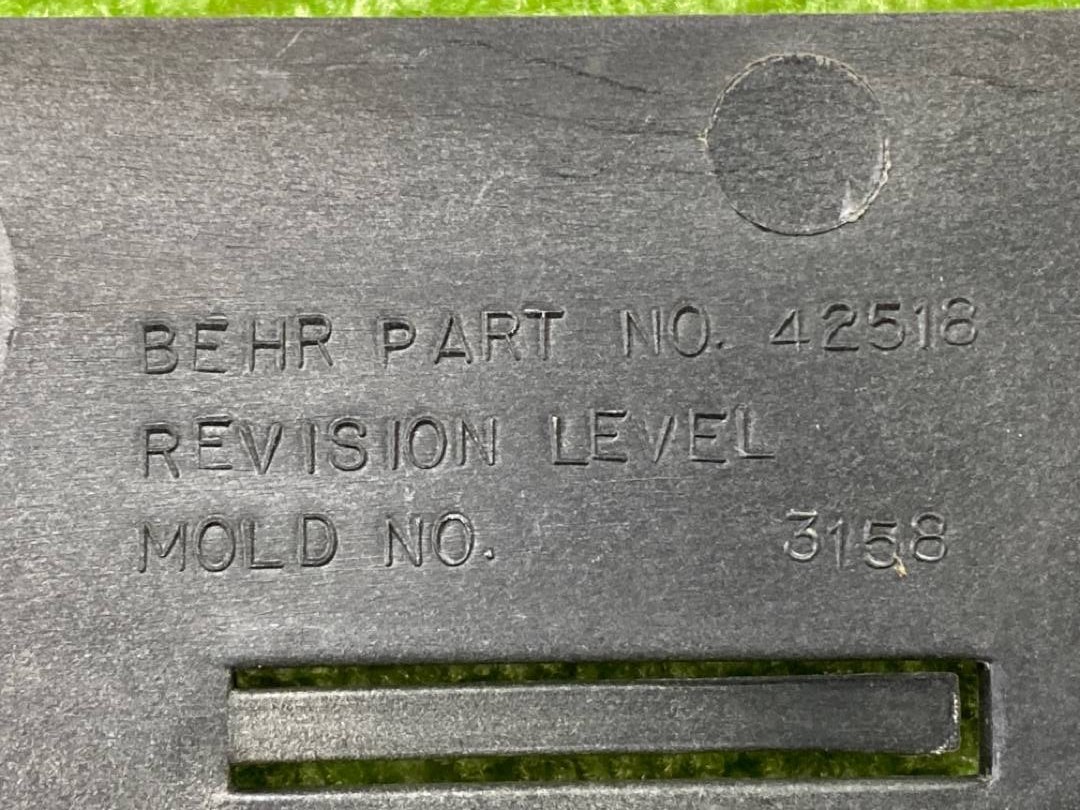 BEHR PART NO. 42518
REVISION LEVEL
MOLD NO. 3158